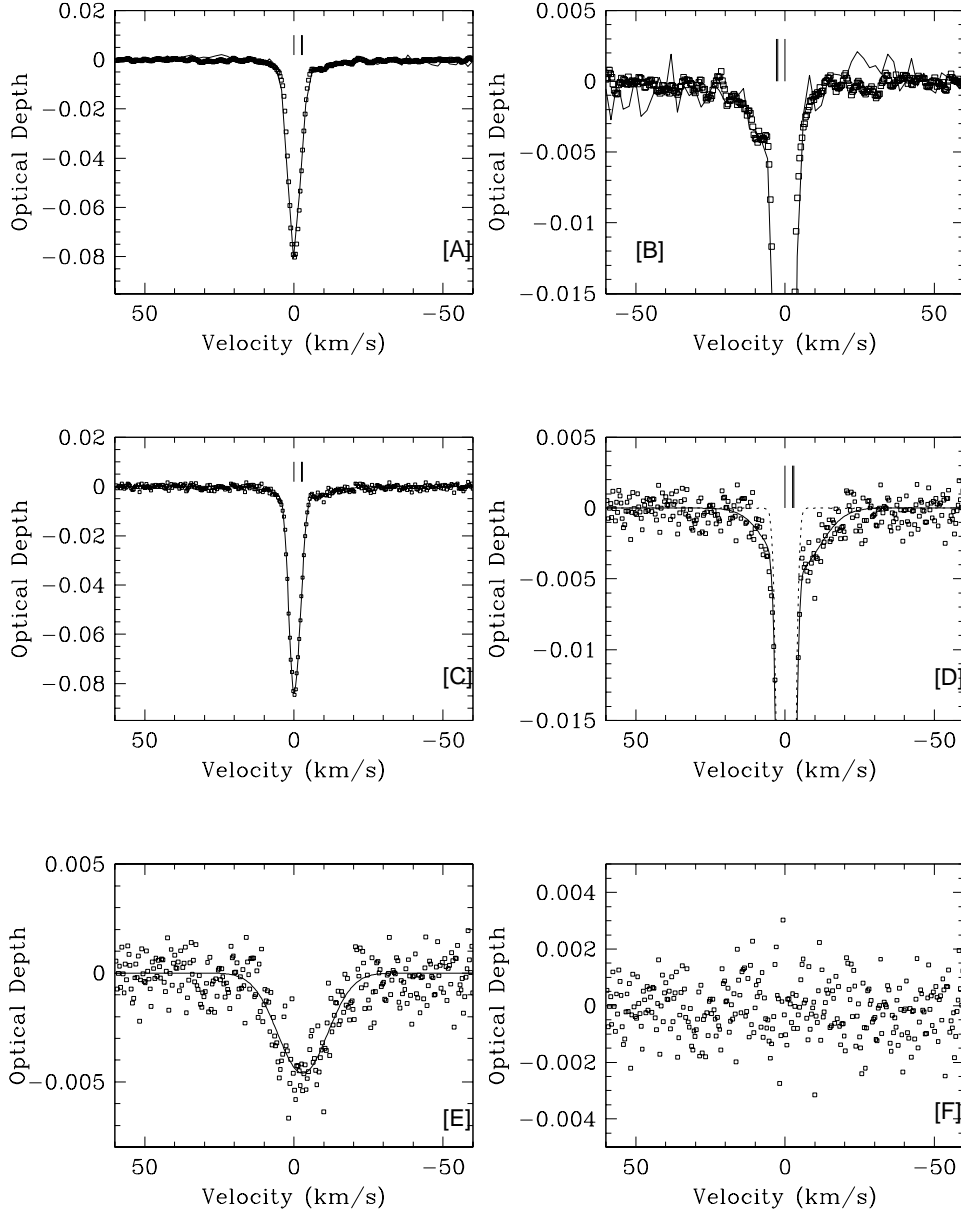 0.02
0
−0.02
−0.04
−0.06
−0.08
Optical Depth
[A]
50
0
−50
Velocity (km/s)
0.005
0
−0.005
−0.01
−0.015
Optical Depth
[B]
−50
0
50
Velocity (km/s)
0.02
0
−0.02
−0.04
−0.06
−0.08
Optical Depth
[C]
50
0
−50
Velocity (km/s)
0.005
0
−0.005
−0.01
−0.015
Optical Depth
[D]
50
0
−50
Velocity (km/s)
0.005
0
−0.005
Optical Depth
[E]
50
0
−50
Velocity (km/s)
0.004
0.002
0
−0.002
−0.004
Optical Depth
[F]
50
0
−50
Velocity (km/s)